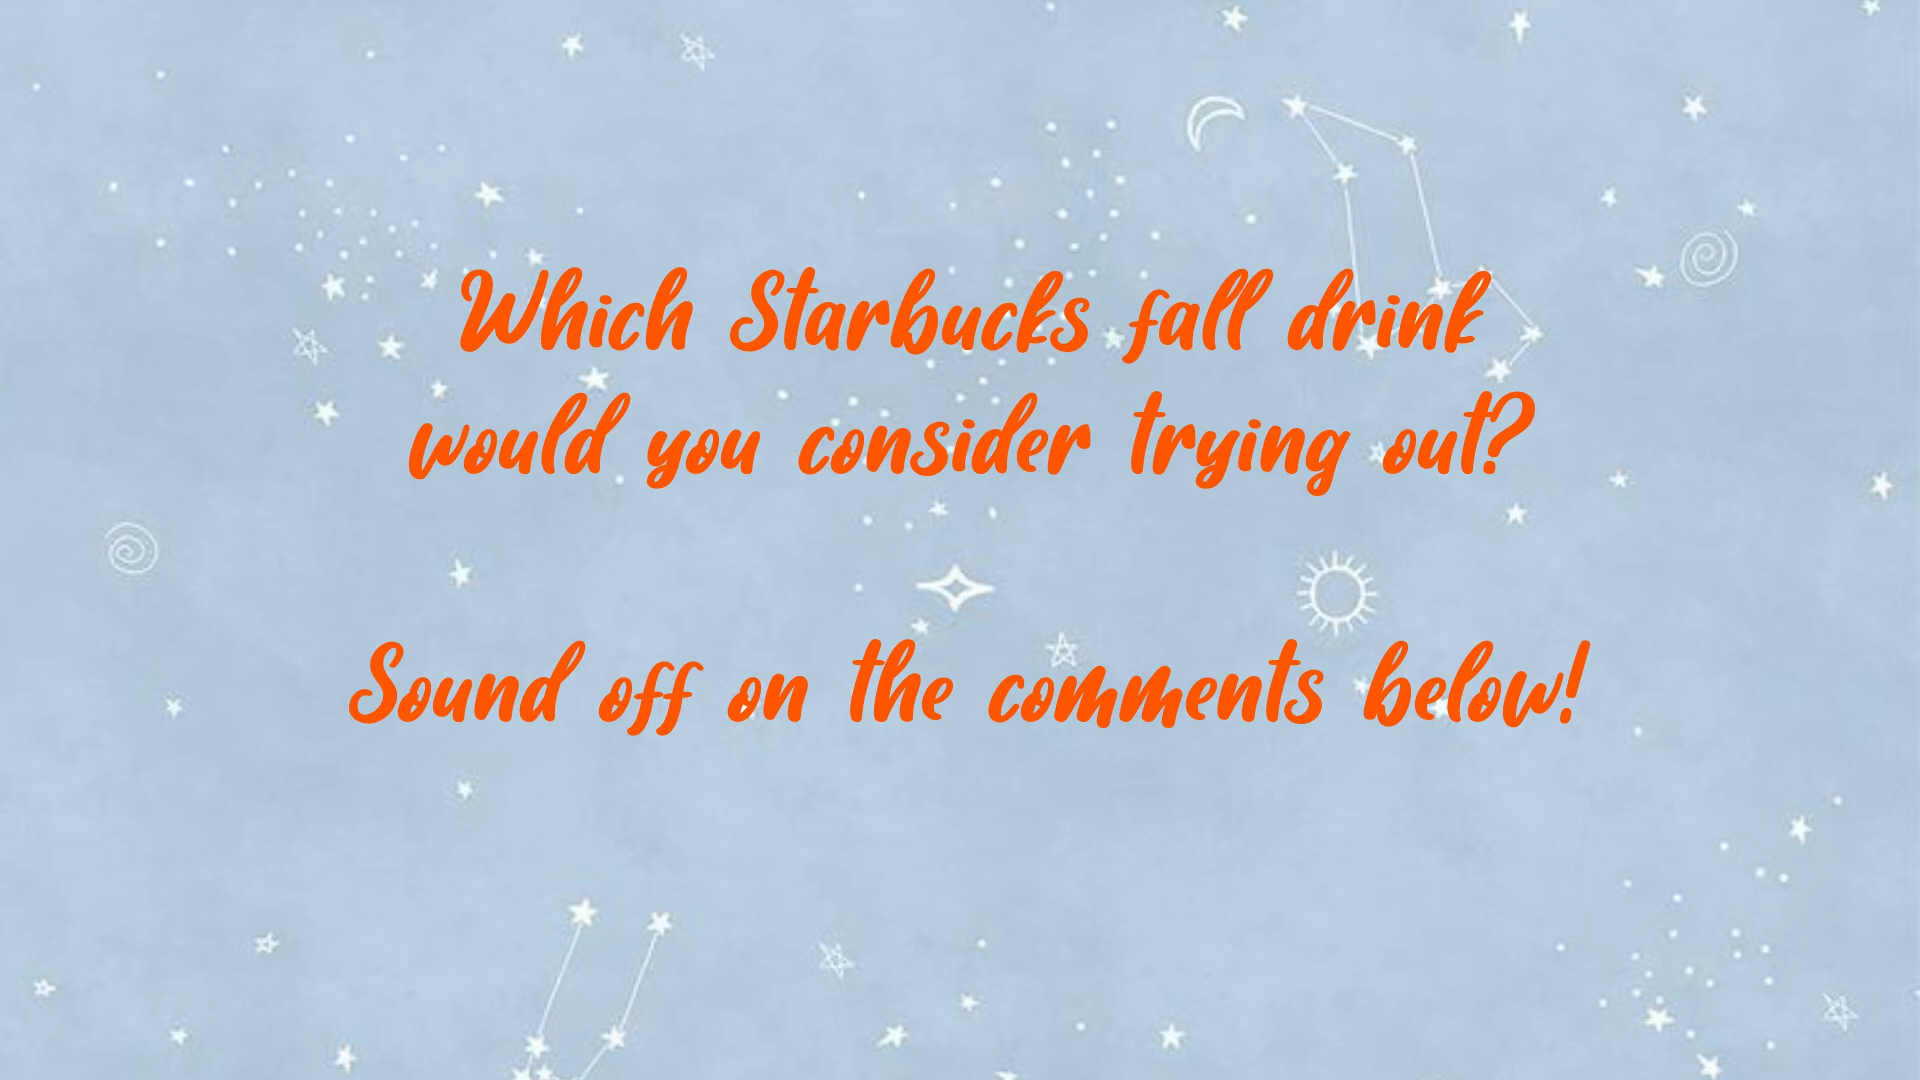 Which Starbucks fall drink
would you consider trying out?
Sound off on the comments below!